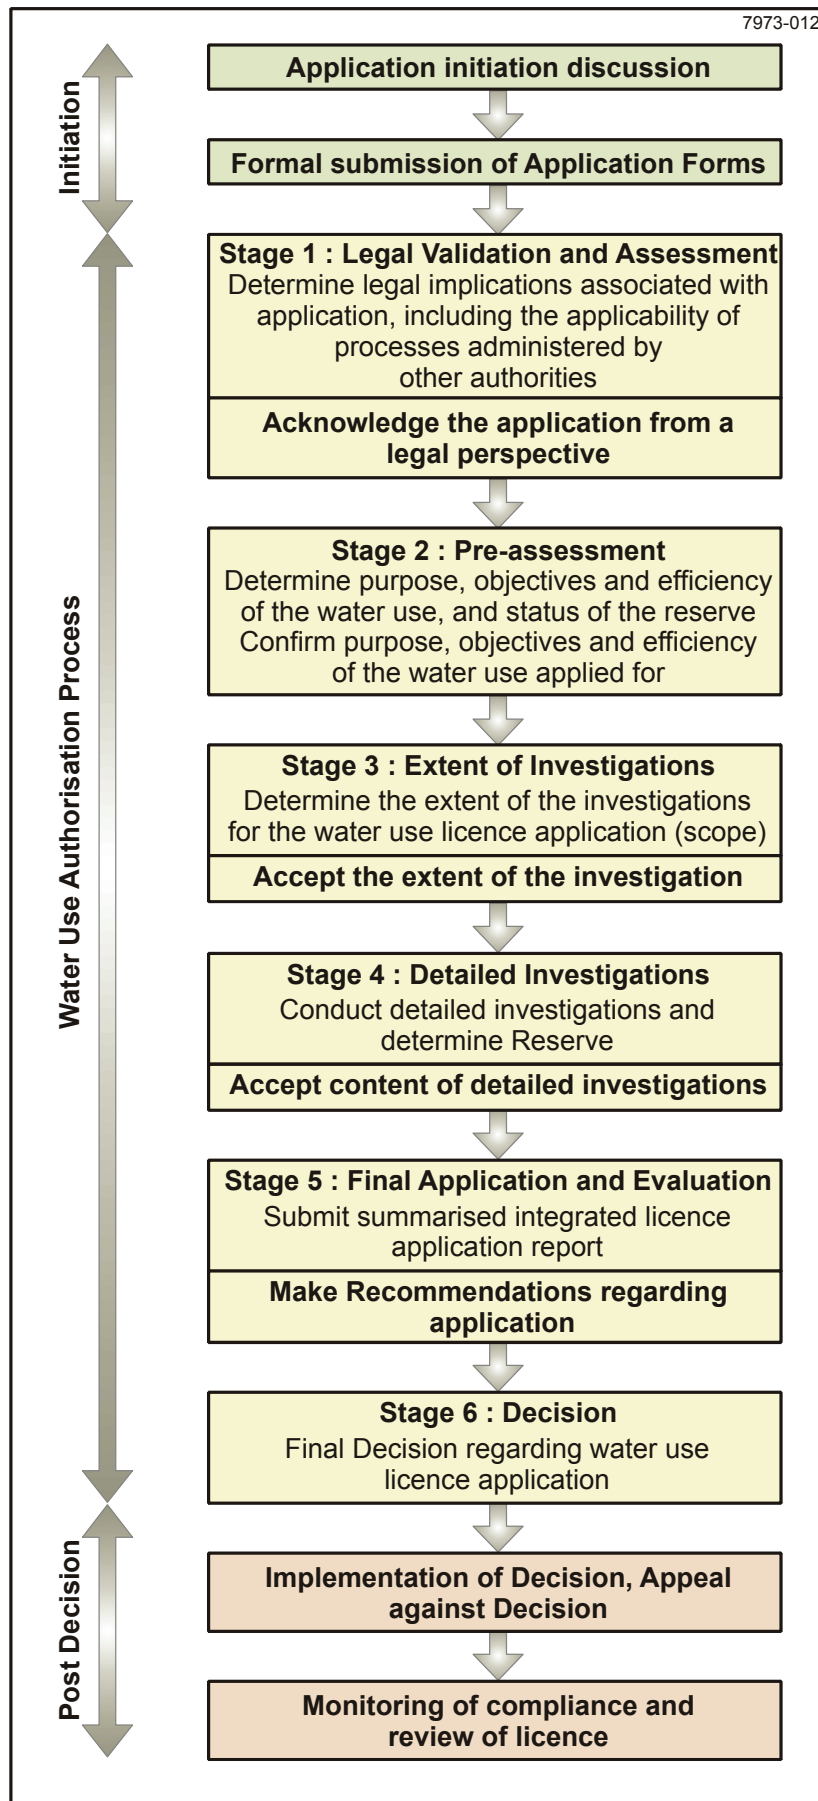 7973-012
Initiation
Application initiation discussion
Formal submission of Application Forms
Water Use Authorisation Process
Stage 1 : Legal Validation and Assessment
Determine legal implications associated with
application, including the applicability of
processes administered by
other authorities
Acknowledge the application from a
legal perspective
Stage 2 : Pre-assessment
Determine purpose, objectives and efficiency
of the water use, and status of the reserve
Confirm purpose, objectives and efficiency
of the water use applied for
Stage 3 : Extent of Investigations
Determine the extent of the investigations
for the water use licence application (scope)
Accept the extent of the investigation
Stage 4 : Detailed Investigations
Conduct detailed investigations and
determine Reserve
Accept content of detailed investigations
Stage 5 : Final Application and Evaluation
Submit summarised integrated licence
application report
Make Recommendations regarding
application
Stage 6 : Decision
Final Decision regarding water use
licence application
Post Decision
Implementation of Decision, Appeal
against Decision
Monitoring of compliance and
review of licence